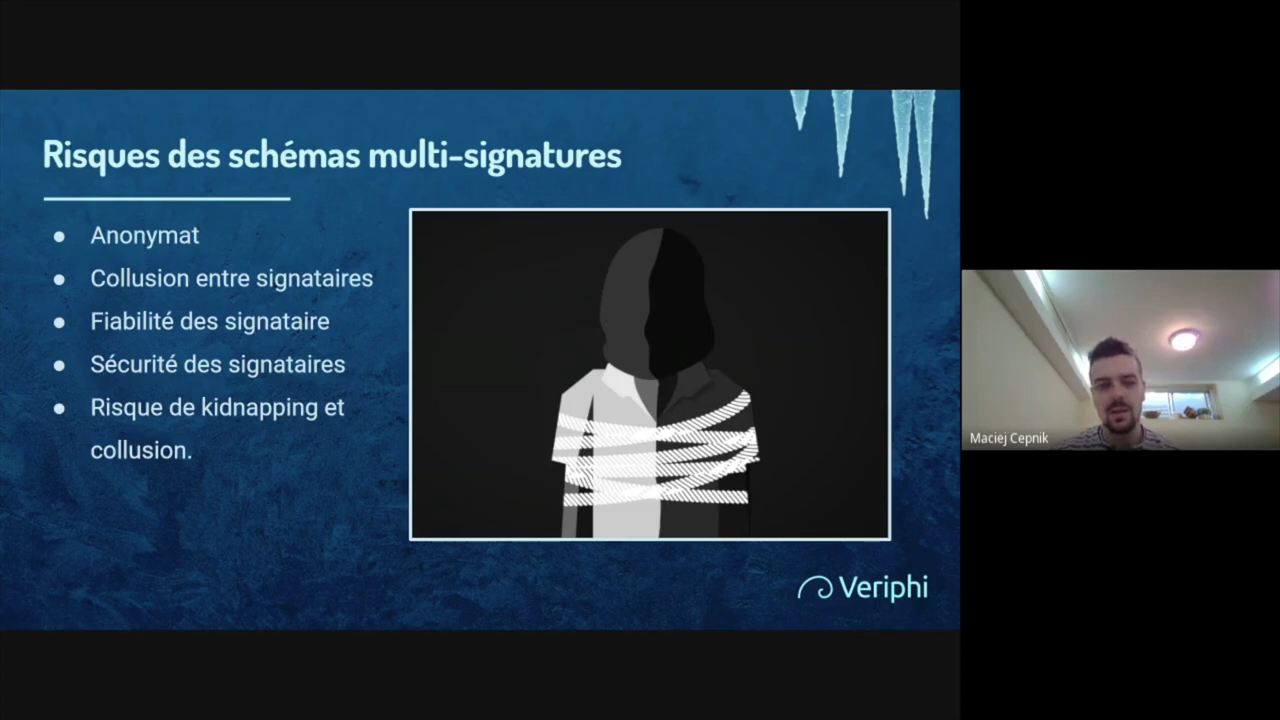 Risques des schémas multi-signatures
● Anonymat
● Collusion entre signataires
● Fiabilité des signataire
● Sécurité des signataires
● Risque de kidnapping et
collusion.
Veriphi
Maciej Cepnik